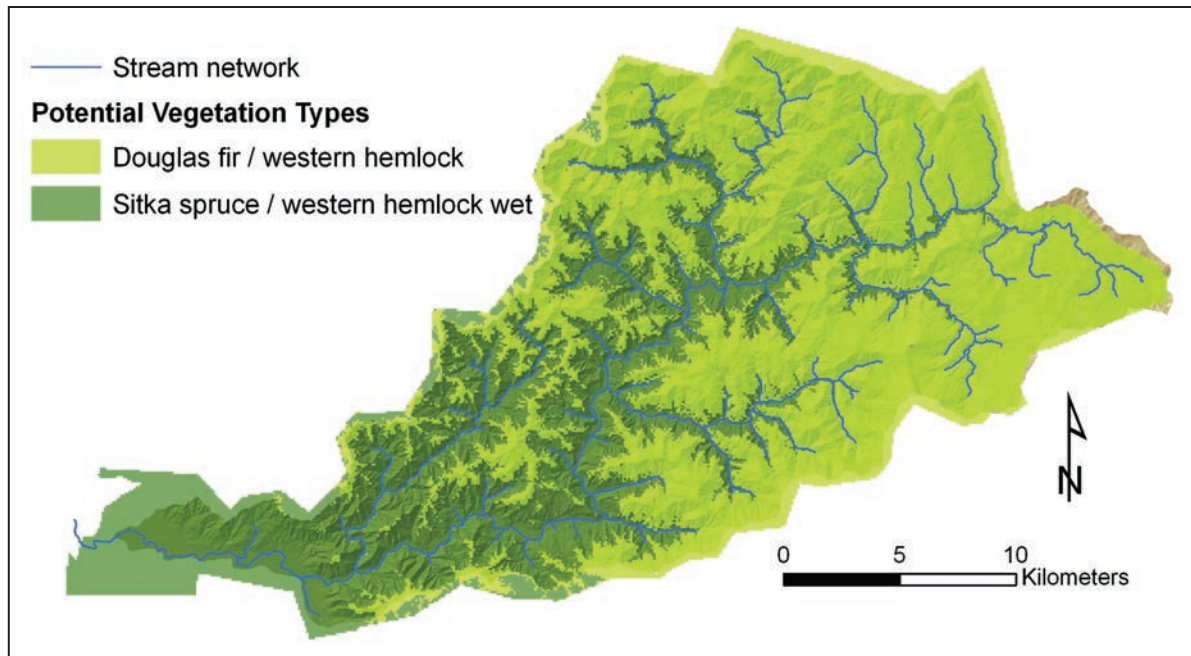 Stream network
Potential Vegetation Types
Douglas fir / western hemlock
Sitka spruce / western hemlock wet
N
0 5 10
Kilometers